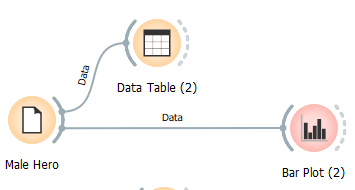 Data
Data Table (2)
Data
Male Hero
Bar Plot (2)